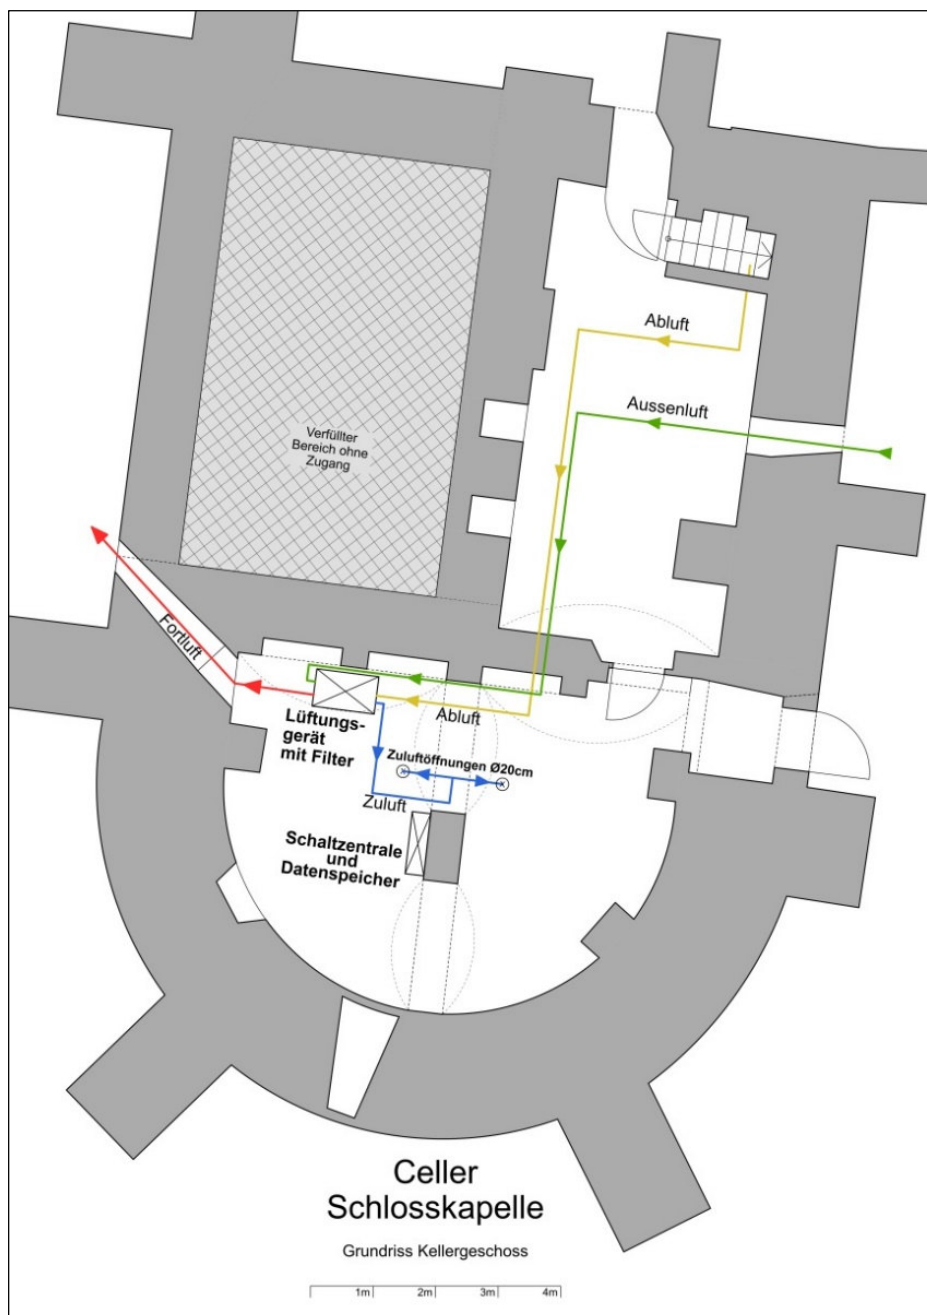 Abluft
Aussenluft
Verfüllter
Bereich ohne
Zugang
Fortluft
Abluft
Lüftungs-
gerät
mit Filter
Zuluftöffnungen Ø20cm
Zuluft
Schaltzentrale
und
Datenspeicher
Celler
Schlosskapelle
Grundriss Kellergeschoss
1m 2m 3m 4m